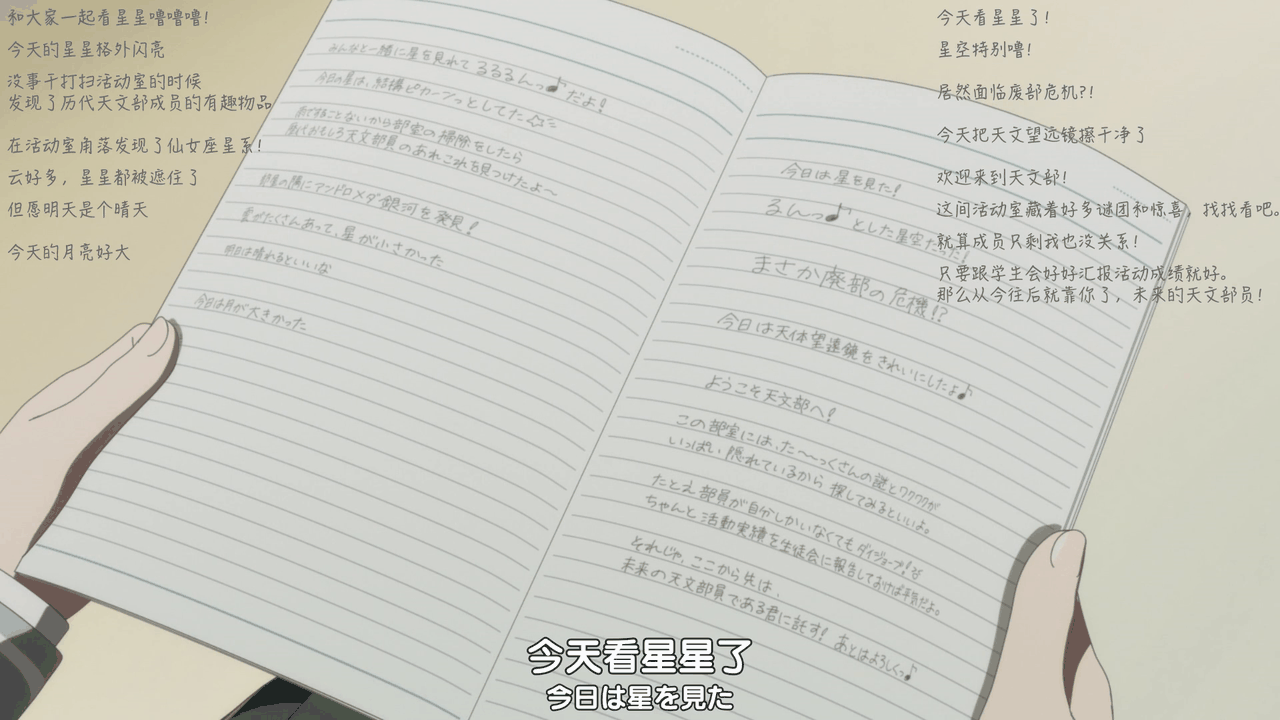 和大家一起看星星噜噜噜!
今天的星星格外闪亮
没事干打扫活动室的时候
发现了历代天文部成员的有趣物品
在活动室角落发现了仙女座星系!
云好多，星星都被遮住了
但愿明天是个晴天
今天的月亮好大
みんなと一緒に星を見れてるるるんっ♪だよ!
今日の星は、結構ピカーンっとしてた☆ミ
することないから部室の掃除をしたら
歴代おもしろ天文部員のあれこれを見つけたよ〜
部室の隅にアンドロメダ銀河を発見!
雲がたくさんあって、星が小さかった
明日は晴れるといいな
今日は月が大きかった
今天看星星了!
星空特别噜!
居然面临废部危机?!
今天把天文望远镜擦干净了
欢迎来到天文部!
这间活动室藏着好多谜团和惊喜，找找看吧。
就算成员只剩我也没关系!
只要跟学生会好好汇报活动成绩就好。
那么从今往后就靠你了，未来的天文部员!
今日は星を見た!
るんっ♪とした星空だった!
まさか廃部の危機!?
今日は天体望遠鏡をきれいにしたよ♪
ようこそ天文部へ!
この部室には、た〜〜っくさんの謎とワクワクが
いっぱい隠れているから探してみるといいよ。
たとえ部員が自分しかいなくてもダイジョーブ!
ちゃんと活動実績を生徒会に報告しておけば平気だよ。
それじゃ、ここから先は、
未来の天文部員である君に託す! あとはよろしくっ♪
今天看星星了
今日は星を見た